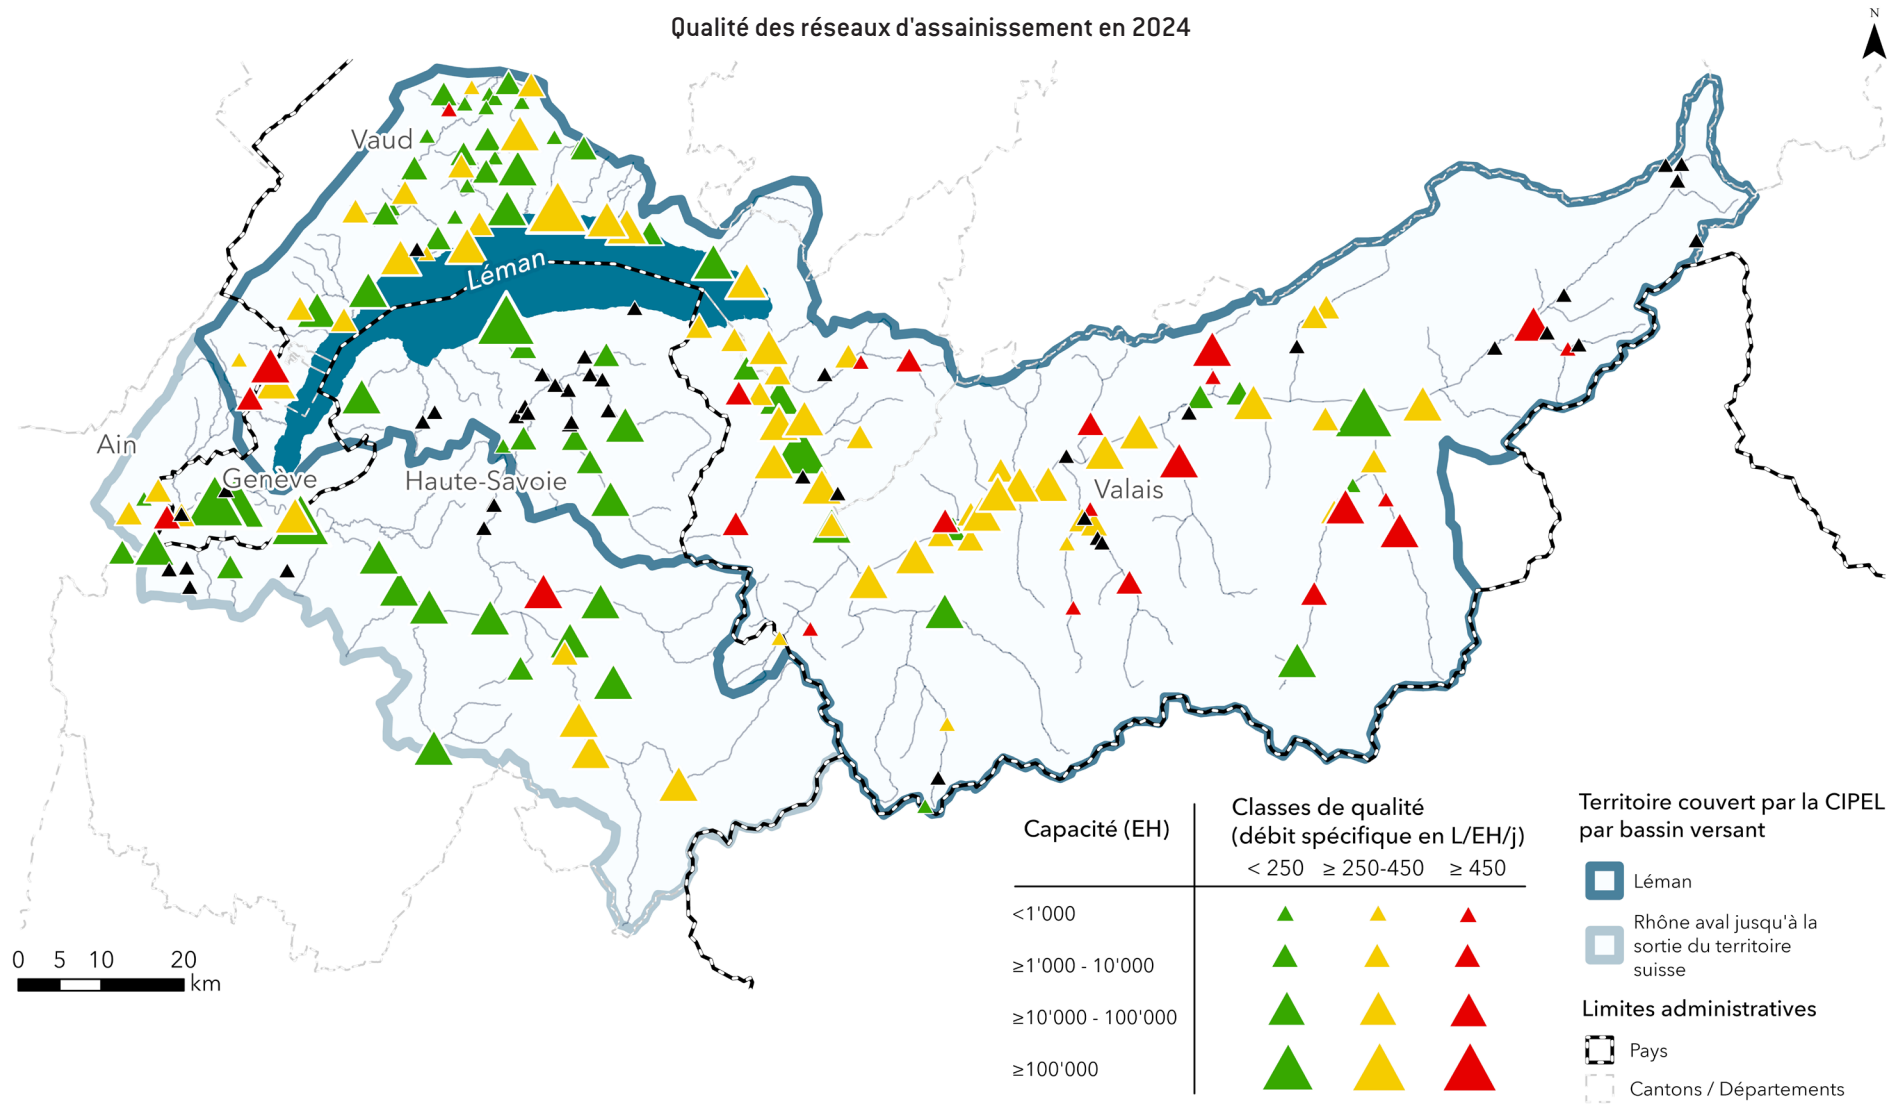 Qualité des réseaux d'assainissement en 2024
N
Vaud
Léman
Ain
Genève
Haute-Savoie
Valais
Capacité (EH)
Classes de qualité
(débit spécifique en L/EH/j)
< 250 ≥ 250-450 ≥ 450
<1'000
≥1'000 - 10'000
≥10'000 - 100'000
≥100'000
Territoire couvert par la CIPEL
par bassin versant
Léman
Rhône aval jusqu'à la
sortie du territoire
suisse
Limites administratives
Pays
Cantons / Départements
0 5 10 20
km